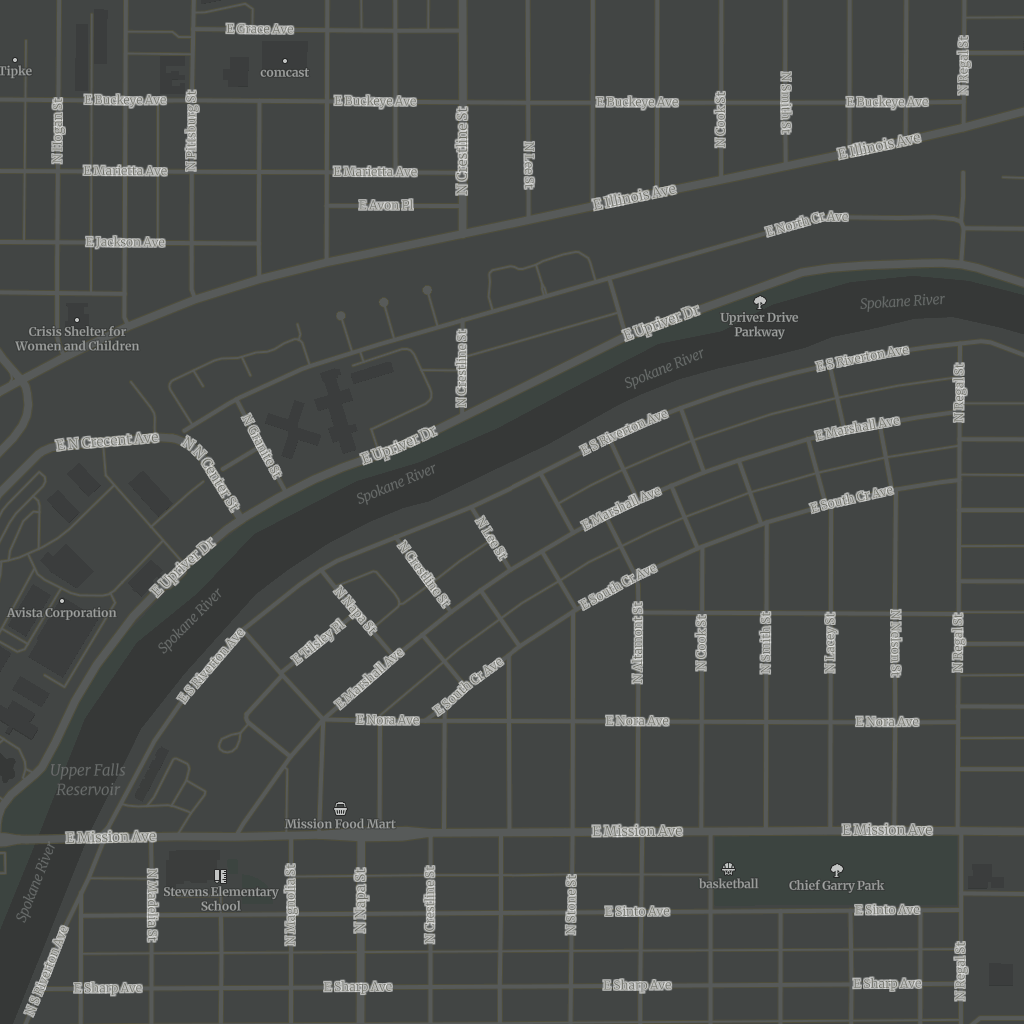 E Grace Ave
N Regal St
Tipke
comcast
E Buckeye Ave
E Buckeye Ave
E Buckeye Ave
E Buckeye Ave
N Hogan St
N Pittsburg St
N Cook St
N Smith St
N Crestline St
N Lee St
E Illinois Ave
E Marietta Ave
E Marietta Ave
E Illinois Ave
E Avon Pl
E North Cr Ave
E Jackson Ave
Spokane River
Upriver Drive
Parkway
E Upriver Dr
Crisis Shelter for
Women and Children
E S Riverton Ave
Spokane River
N Crestline St
N Regal St
E S Riverton Ave
E Marshall Ave
E N Crecent Ave
E Upriver Dr
N Granite St
N N Center St
Spokane River
E South Cr Ave
E Marshall Ave
N Lee St
E Upriver Dr
N Crestline St
E South Cr Ave
Avista Corporation
Spokane River
N Napa St
E Tilsley Pl
E S Riverton Ave
E Marshall Ave
E South Cr Ave
N Altamont St
N Cook St
N Smith St
N Lacey St
N Nelson St
N Regal St
E Nora Ave
E Nora Ave
E Nora Ave
Upper Falls
Reservoir
Mission Food Mart
E Mission Ave
E Mission Ave
E Mission Ave
Spokane River
N Madelia St
Stevens Elementary
School
N Magnolia St
N Napa St
N Crestline St
N Stone St
basketball
Chief Garry Park
E Sinto Ave
E Sinto Ave
N S Riverton Ave
E Sharp Ave
E Sharp Ave
E Sharp Ave
E Sharp Ave
N Regal St